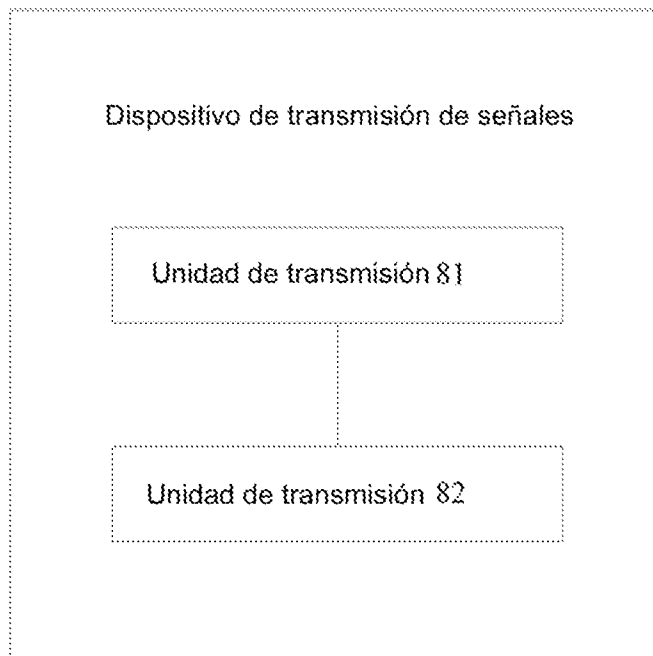 Dispositivo de transmisión de señales
Unidad de transmisión 81
Unidad de transmisión 82